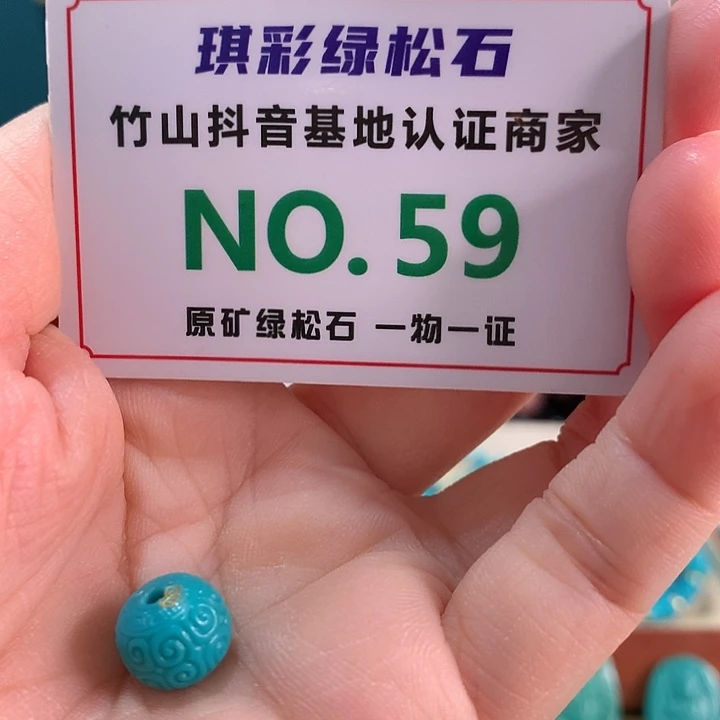 琪彩绿松石
竹山抖音基地认证商家
NO. 59
原矿绿松石 一物一证